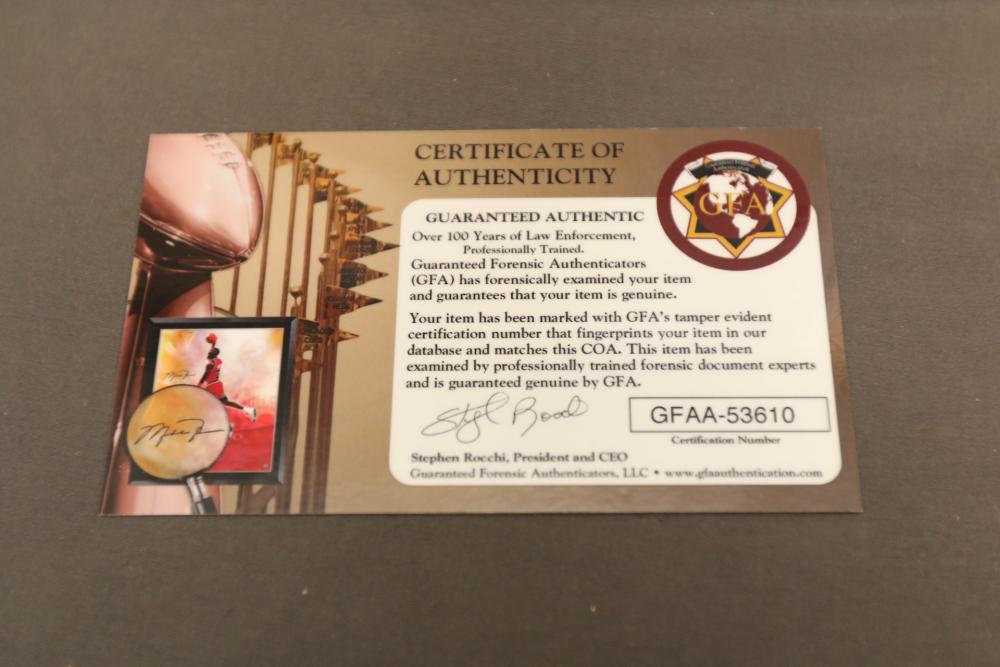 CERTIFICATE OF
AUTHENTICITY
GFA
GUARANTEED AUTHENTIC
Over 100 Years of Law Enforcement,
Professionally Trained.
Guaranteed Forensic Authenticators
(GFA) has forensically examined your item
and guarantees that your item is genuine.
Your item has been marked with GFA's tamper evident
certification number that fingerprints your item in our
database and matches this COA. This item has been
examined by professionally trained forensic document experts
and is guaranteed genuine by GFA.
GFAA-53610
Certification Number
Stephen Rocchi, President and CEO
Guaranteed Forensic Authenticators, LLC • www.gfaauthentication.com